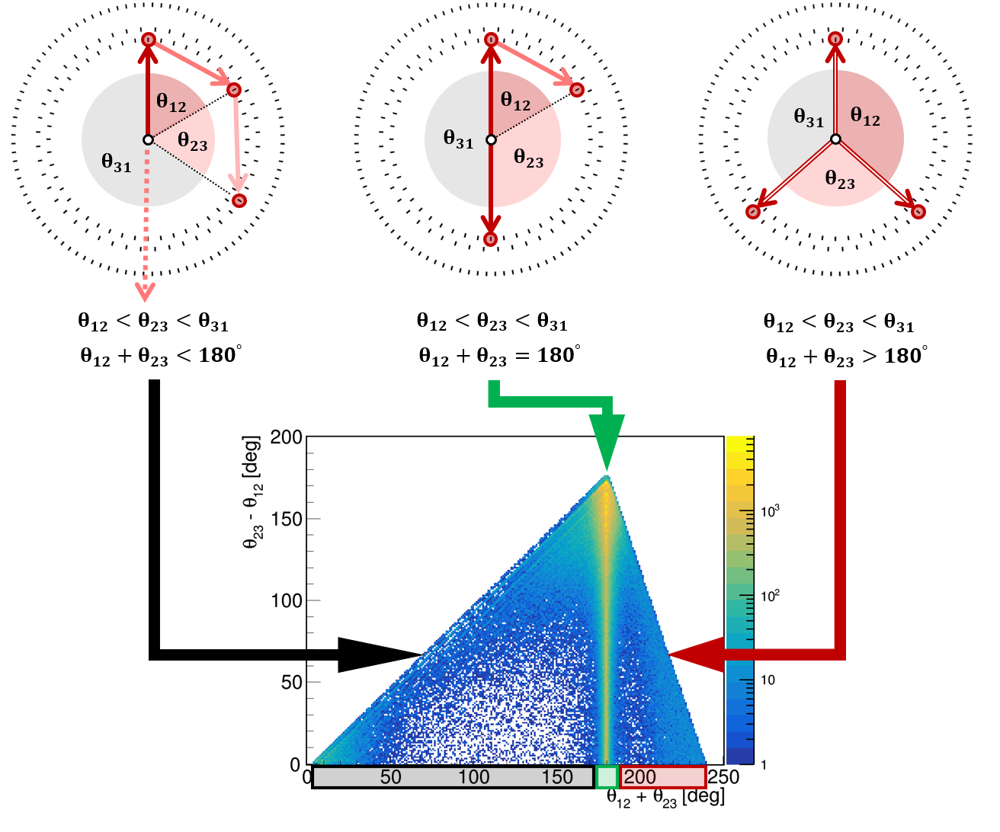 θ₁₂
θ₂₃
θ₃₁
θ₁₂
θ₃₁
θ₂₃
θ₃₁
θ₁₂
θ₂₃
θ₁₂ < θ₂₃ < θ₃₁
θ₁₂ + θ₂₃ < 180°
θ₁₂ < θ₂₃ < θ₃₁
θ₁₂ + θ₂₃ = 180°
θ₁₂ < θ₂₃ < θ₃₁
θ₁₂ + θ₂₃ > 180°
θ₂₃ - θ₁₂ [deg]
200
150
100
50
0
0 50 100 150 200 250
θ₁₂ + θ₂₃ [deg]
10³
10²
10
1